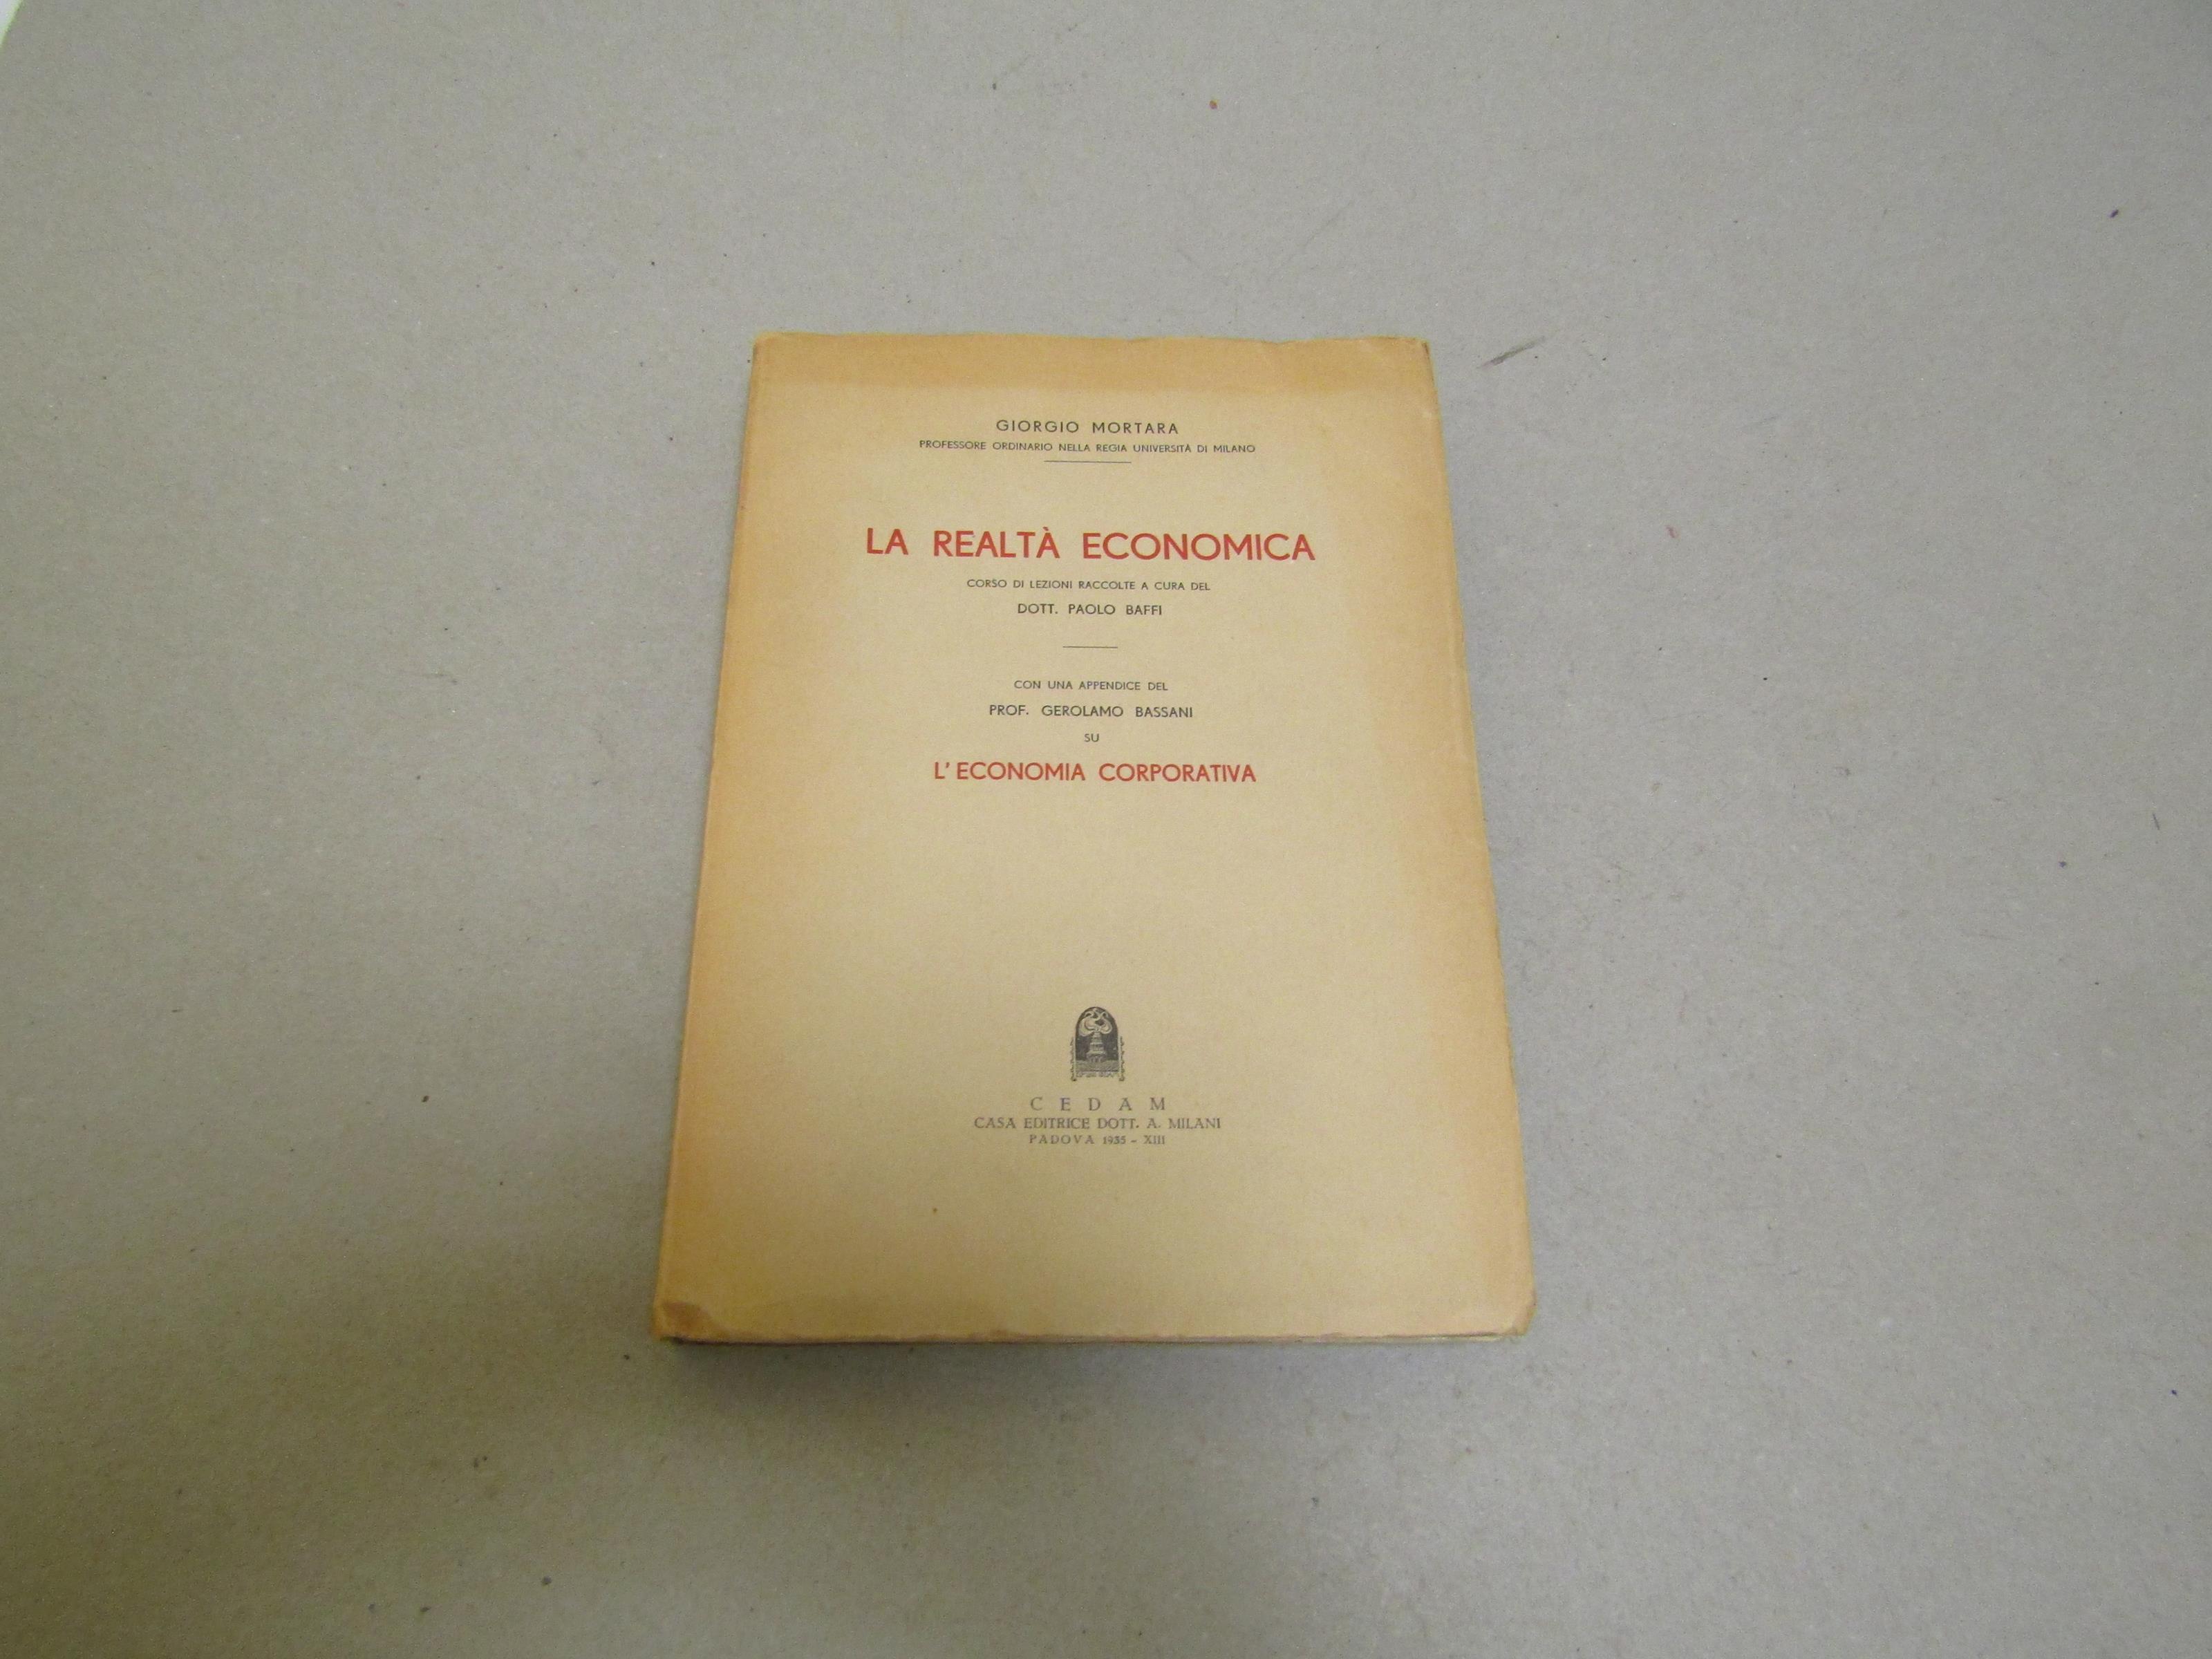 GIORGIO MORTARA
PROFESSORE ORDINARIO NELLA REGIA UNIVERSITÀ DI MILANO
LA REALTÀ ECONOMICA
CORSO DI LEZIONI RACCOLTE A CURA DEL
DOTT. PAOLO BAFFI
CON UNA APPENDICE DEL
PROF. GEROLAMO BASSANI
SU
L'ECONOMIA CORPORATIVA
CEDAM
CASA EDITRICE DOTT. A. MILANI
PADOVA 1935 - XIII